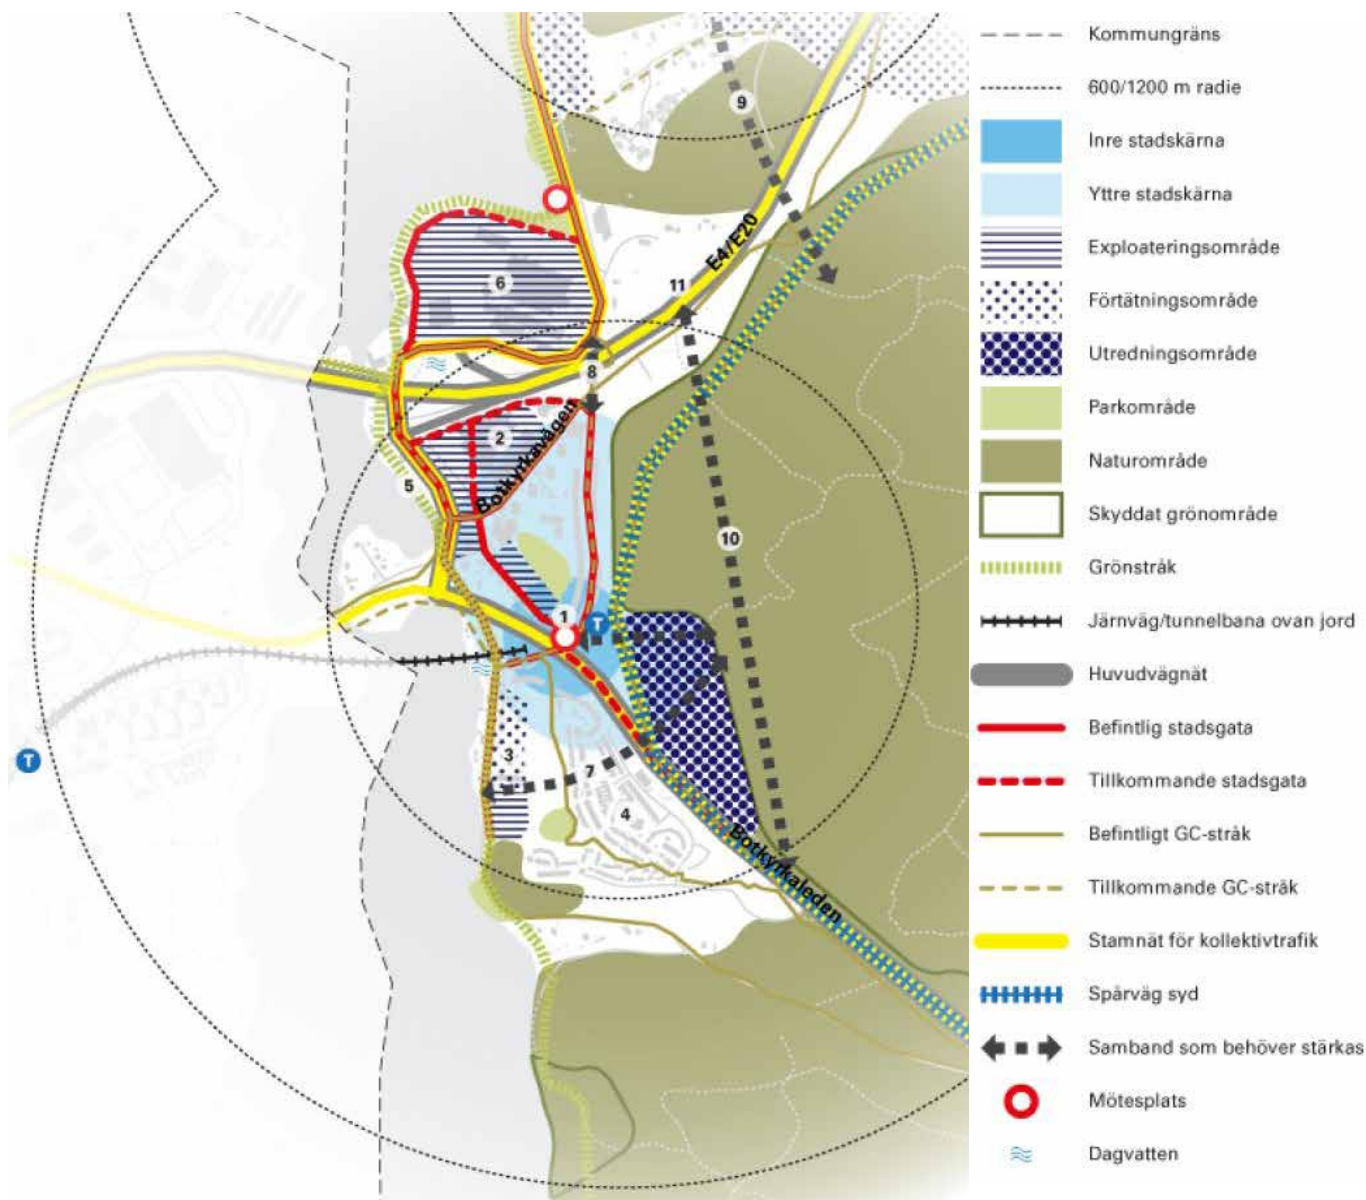 9
E4/E20
11
6
8
2
Botkyrkavägen
5
10
1
T
T
3
7
4
Botkyrkaleden
Kommungräns
600/1200 m radie
Inre stadskärna
Yttre stadskärna
Exploateringsområde
Förtätningsområde
Utredningsområde
Parkområde
Naturområde
Skyddat grönområde
Grönstråk
Järnväg/tunnelbana ovan jord
Huvudvägnät
Befintlig stadsgata
Tillkommande stadsgata
Befintligt GC-stråk
Tillkommande GC-stråk
Stamnät för kollektivtrafik
Spårväg syd
Samband som behöver stärkas
Mötesplats
Dagvatten